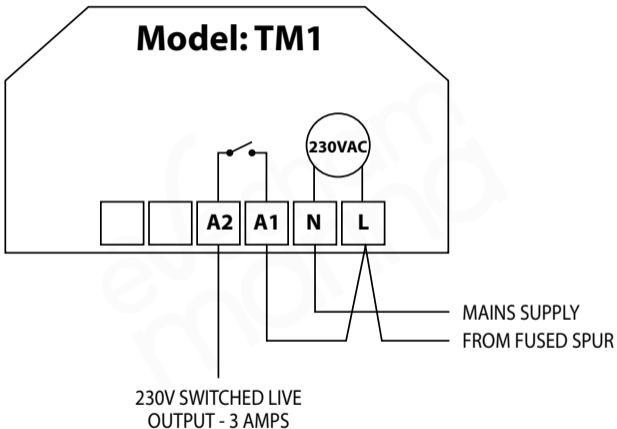 Model: TM1
230VAC
A2 A1 N L
MAINS SUPPLY
FROM FUSED SPUR
230V SWITCHED LIVE
OUTPUT - 3 AMPS